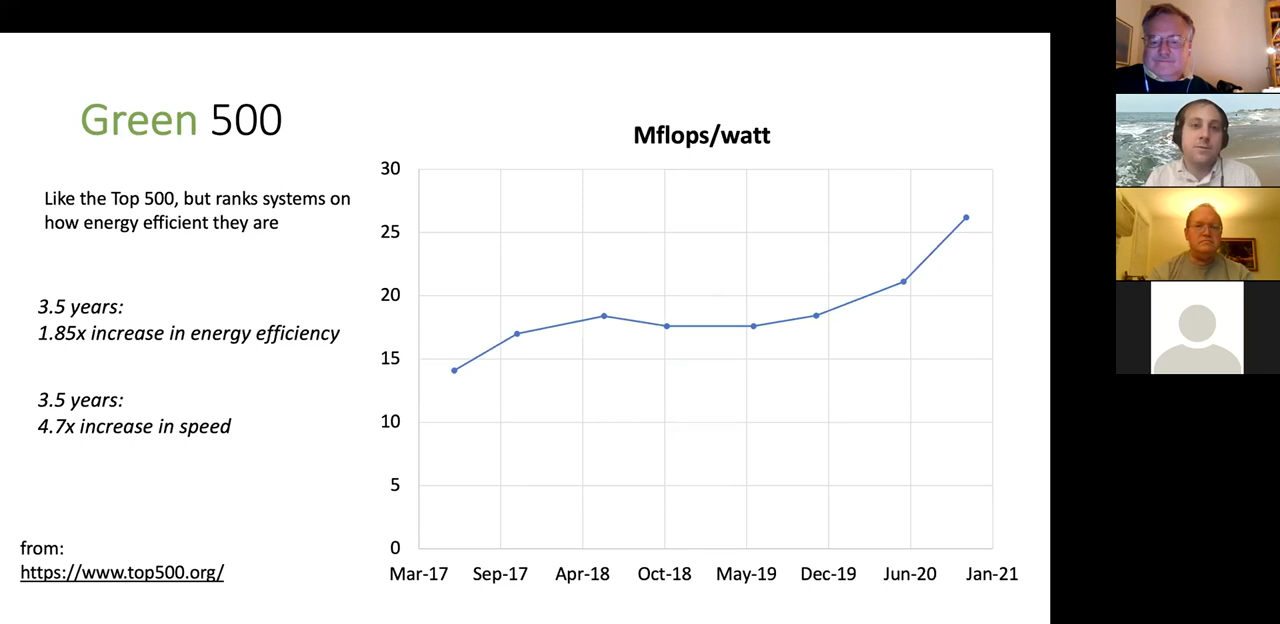 Green 500
Like the Top 500, but ranks systems on
how energy efficient they are
3.5 years:
1.85x increase in energy efficiency
3.5 years:
4.7x increase in speed
from:
https://www.top500.org/
Mflops/watt
30
25
20
15
10
5
0
Mar-17 Sep-17 Apr-18 Oct-18 May-19 Dec-19 Jun-20 Jan-21